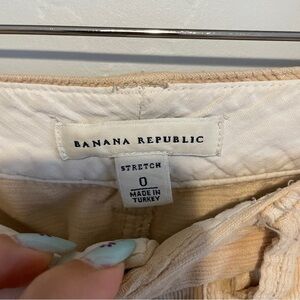 BANANA REPUBLIC
STRETCH
0
MADE IN
TURKEY